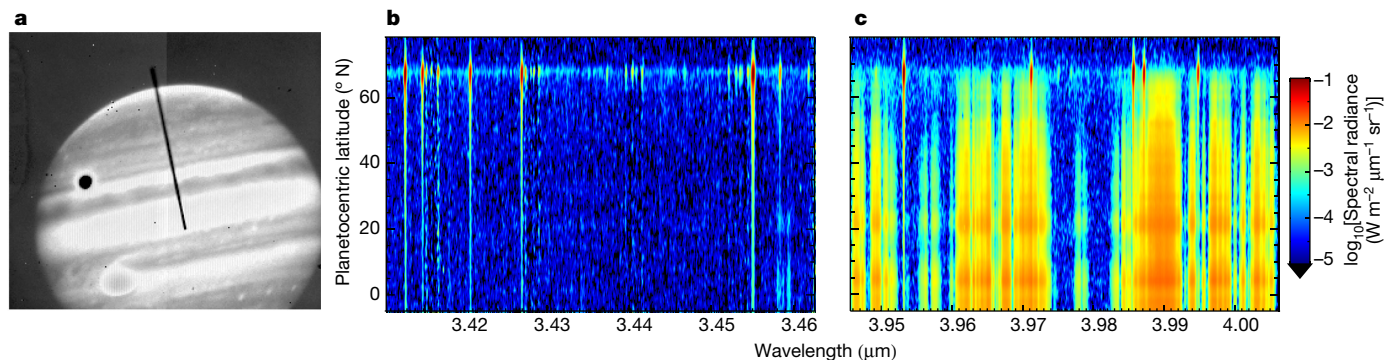 a
b
c
Planetocentric latitude (° N)
60
40
20
0
3.42 3.43 3.44 3.45 3.46
3.95 3.96 3.97 3.98 3.99 4.00
Wavelength (μm)
–1
–2
–3
–4
–5
log₁₀[Spectral radiance
(W m⁻² μm⁻¹ sr⁻¹)]